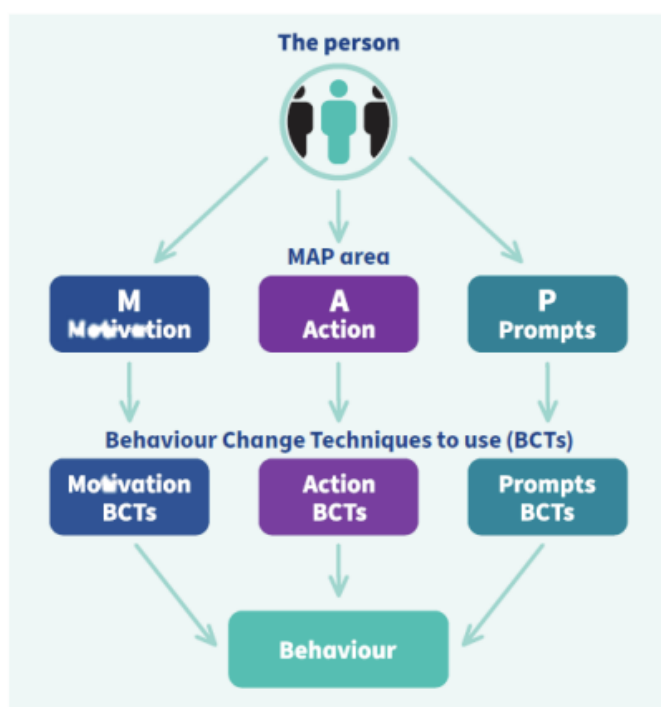 The person
MAP area
M
Motivation
A
Action
P
Prompts
Behaviour Change Techniques to use (BCTs)
Motivation
BCTs
Action
BCTs
Prompts
BCTs
Behaviour